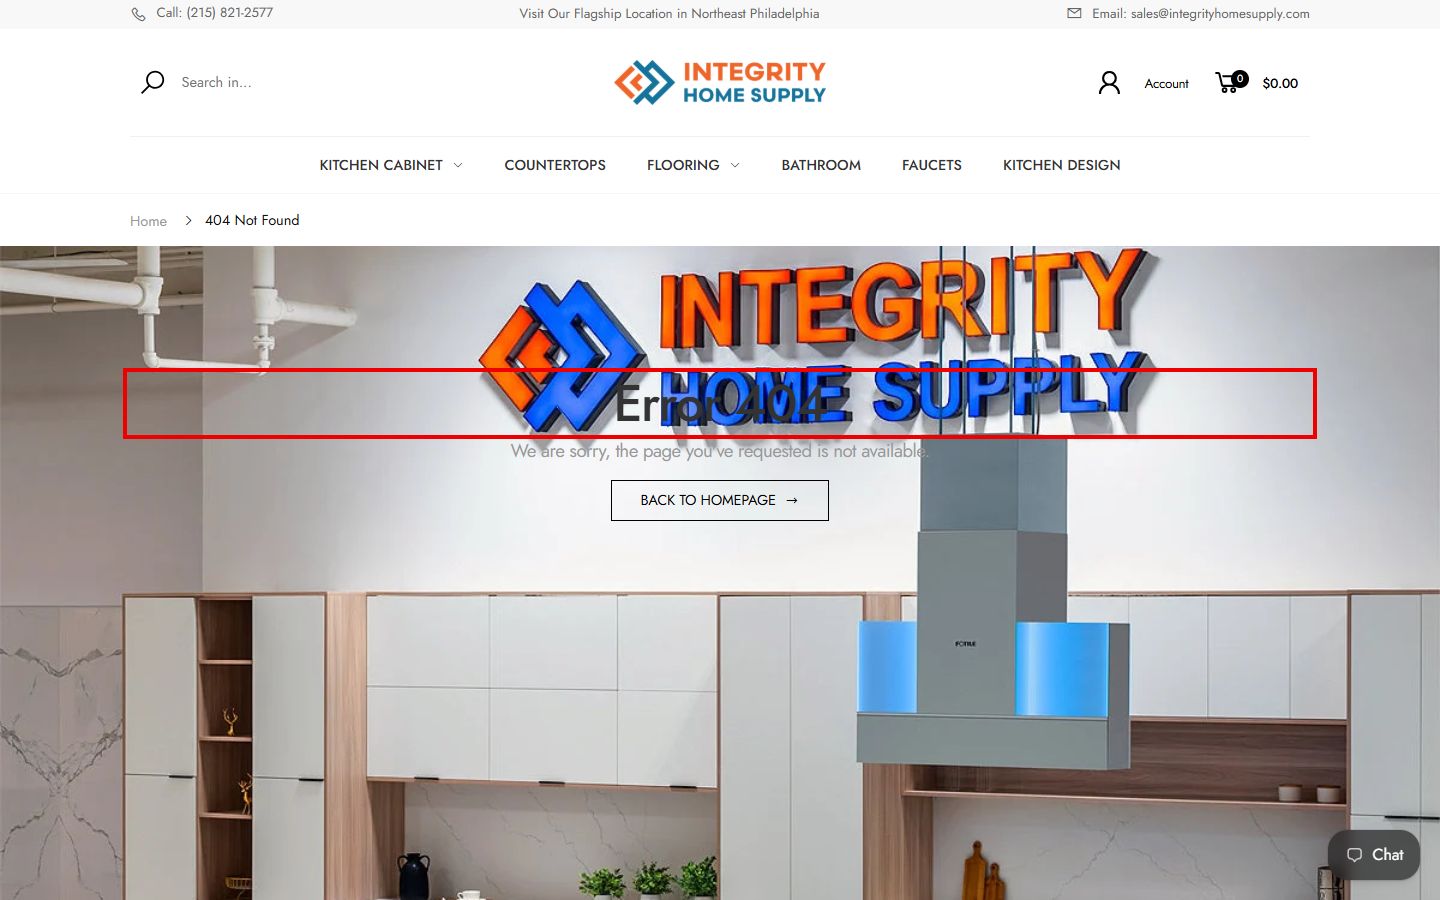 Call: (215) 821-2577
Visit Our Flagship Location in Northeast Philadelphia
Email: sales@integrityhomesupply.com
Search in...
INTEGRITY
HOME SUPPLY
Account
0
$0.00
KITCHEN CABINET
COUNTERTOPS
FLOORING
BATHROOM
FAUCETS
KITCHEN DESIGN
Home
404 Not Found
INTEGRITY
HOME SUPPLY
Error 404
We are sorry, the page you've requested is not available.
BACK TO HOMEPAGE →
FOTILE
Chat